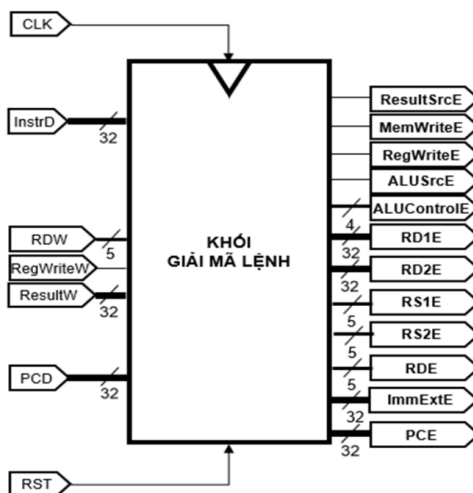 CLK
InstrD
32
RDW
5
RegWriteW
ResultW
32
PCD
32
RST
KHỐI
GIẢI MÃ LỆNH
ResultSrcE
MemWriteE
RegWriteE
ALUSrcE
ALUControlE
4
RD1E
32
RD2E
32
RS1E
5
RS2E
5
RDE
5
ImmExtE
32
PCE
32